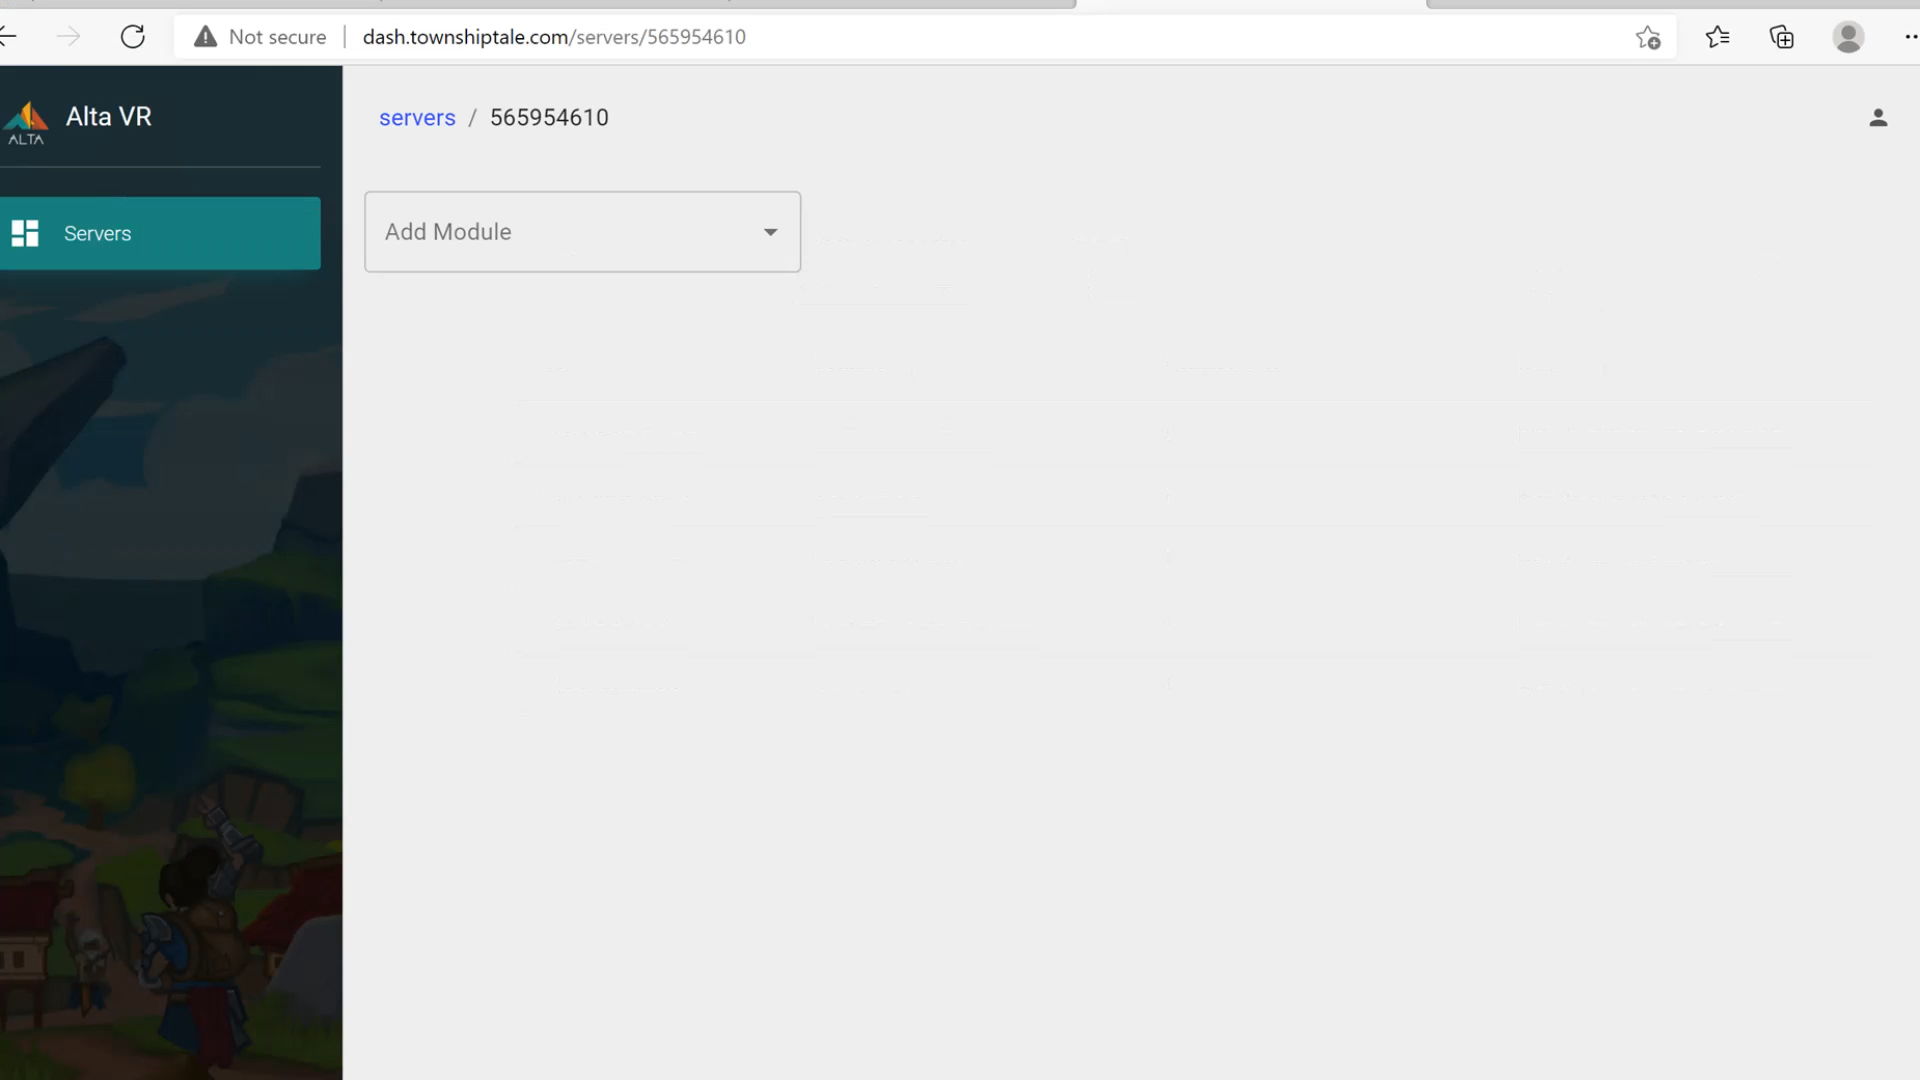 Not secure | dash.townshiptale.com/servers/565954610
ALTA
Alta VR
servers / 565954610
Add Module
Servers